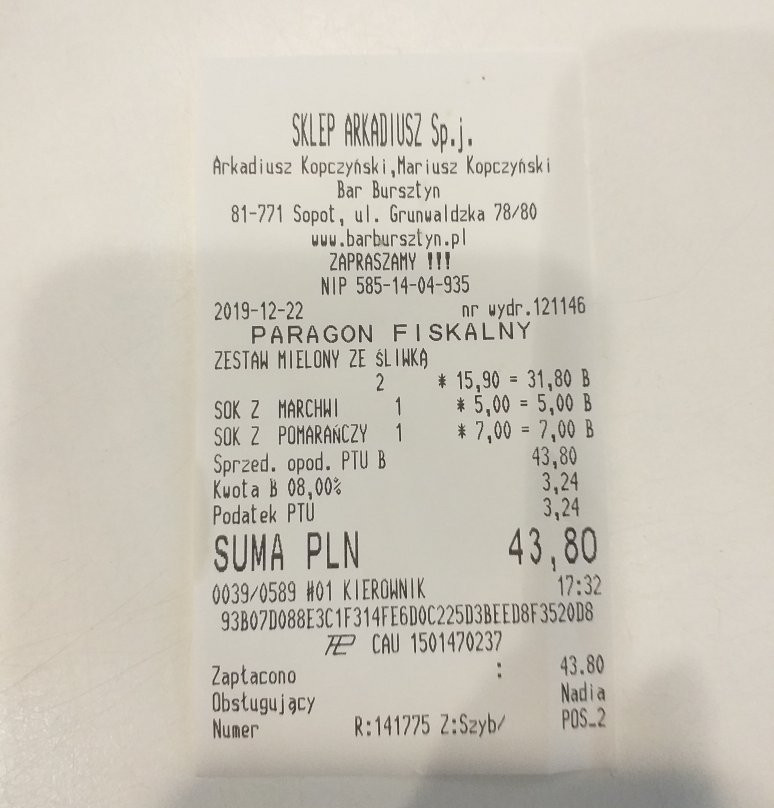 SKLEP ARKADIUSZ Sp.j.
Arkadiusz Kopczyński,Mariusz Kopczyński
Bar Bursztyn
81-771 Sopot, ul. Grunwaldzka 78/80
www.barbursztyn.pl
ZAPRASZAMY !!!
NIP 585-14-04-935
2019-12-22 nr wydr.121146
PARAGON FISKALNY
ZESTAW MIELONY ZE ŚLIWKĄ
2 * 15,90 = 31,80 B
SOK Z MARCHWI 1 * 5,00 = 5,00 B
SOK Z POMARAŃCZY 1 * 7,00 = 7,00 B
Sprzed. opod. PTU B 43,80
Kwota B 08,00% 3,24
Podatek PTU 3,24
SUMA PLN 43,80
0039/0589 #01 KIEROWNIK 17:32
93B07D088E3C1F314FE6D0C225D3BEED8F3520D8
CAU 1501470237
Zapłacono : 43.80
Obsługujący Nadia
Numer R:141775 Z:Szyb/ POS_2